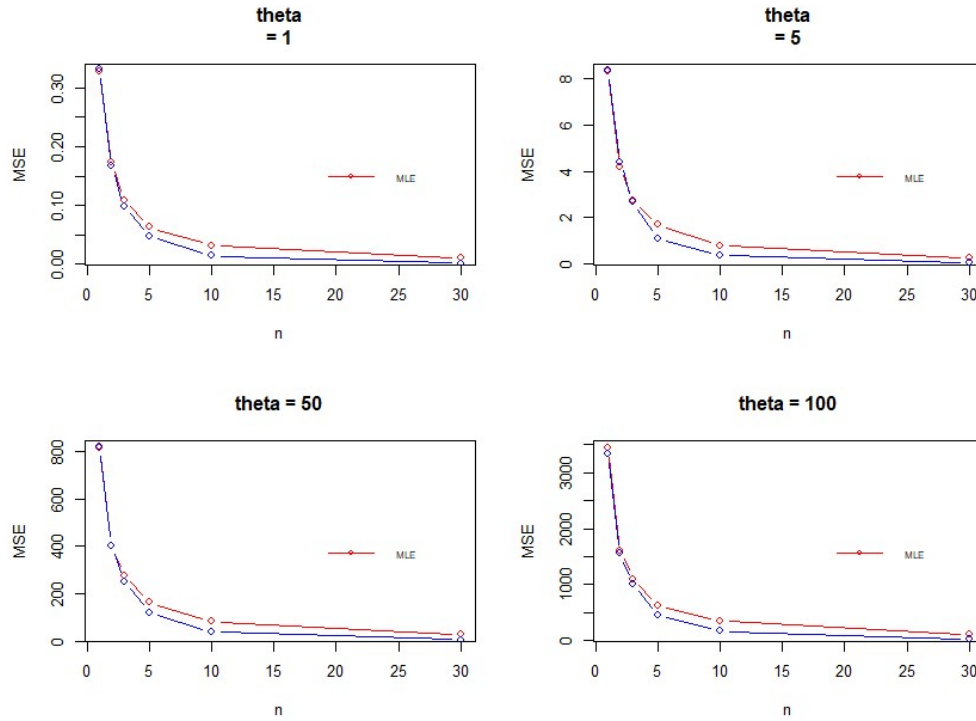 theta
= 1
MSE
0.00 0.10 0.20 0.30
MLE
0 5 10 15 20 25 30
n
theta
= 5
MSE
0 2 4 6 8
MLE
0 5 10 15 20 25 30
n
theta = 50
MSE
0 200 400 600 800
MLE
0 5 10 15 20 25 30
n
theta = 100
MSE
0 1000 2000 3000
MLE
0 5 10 15 20 25 30
n